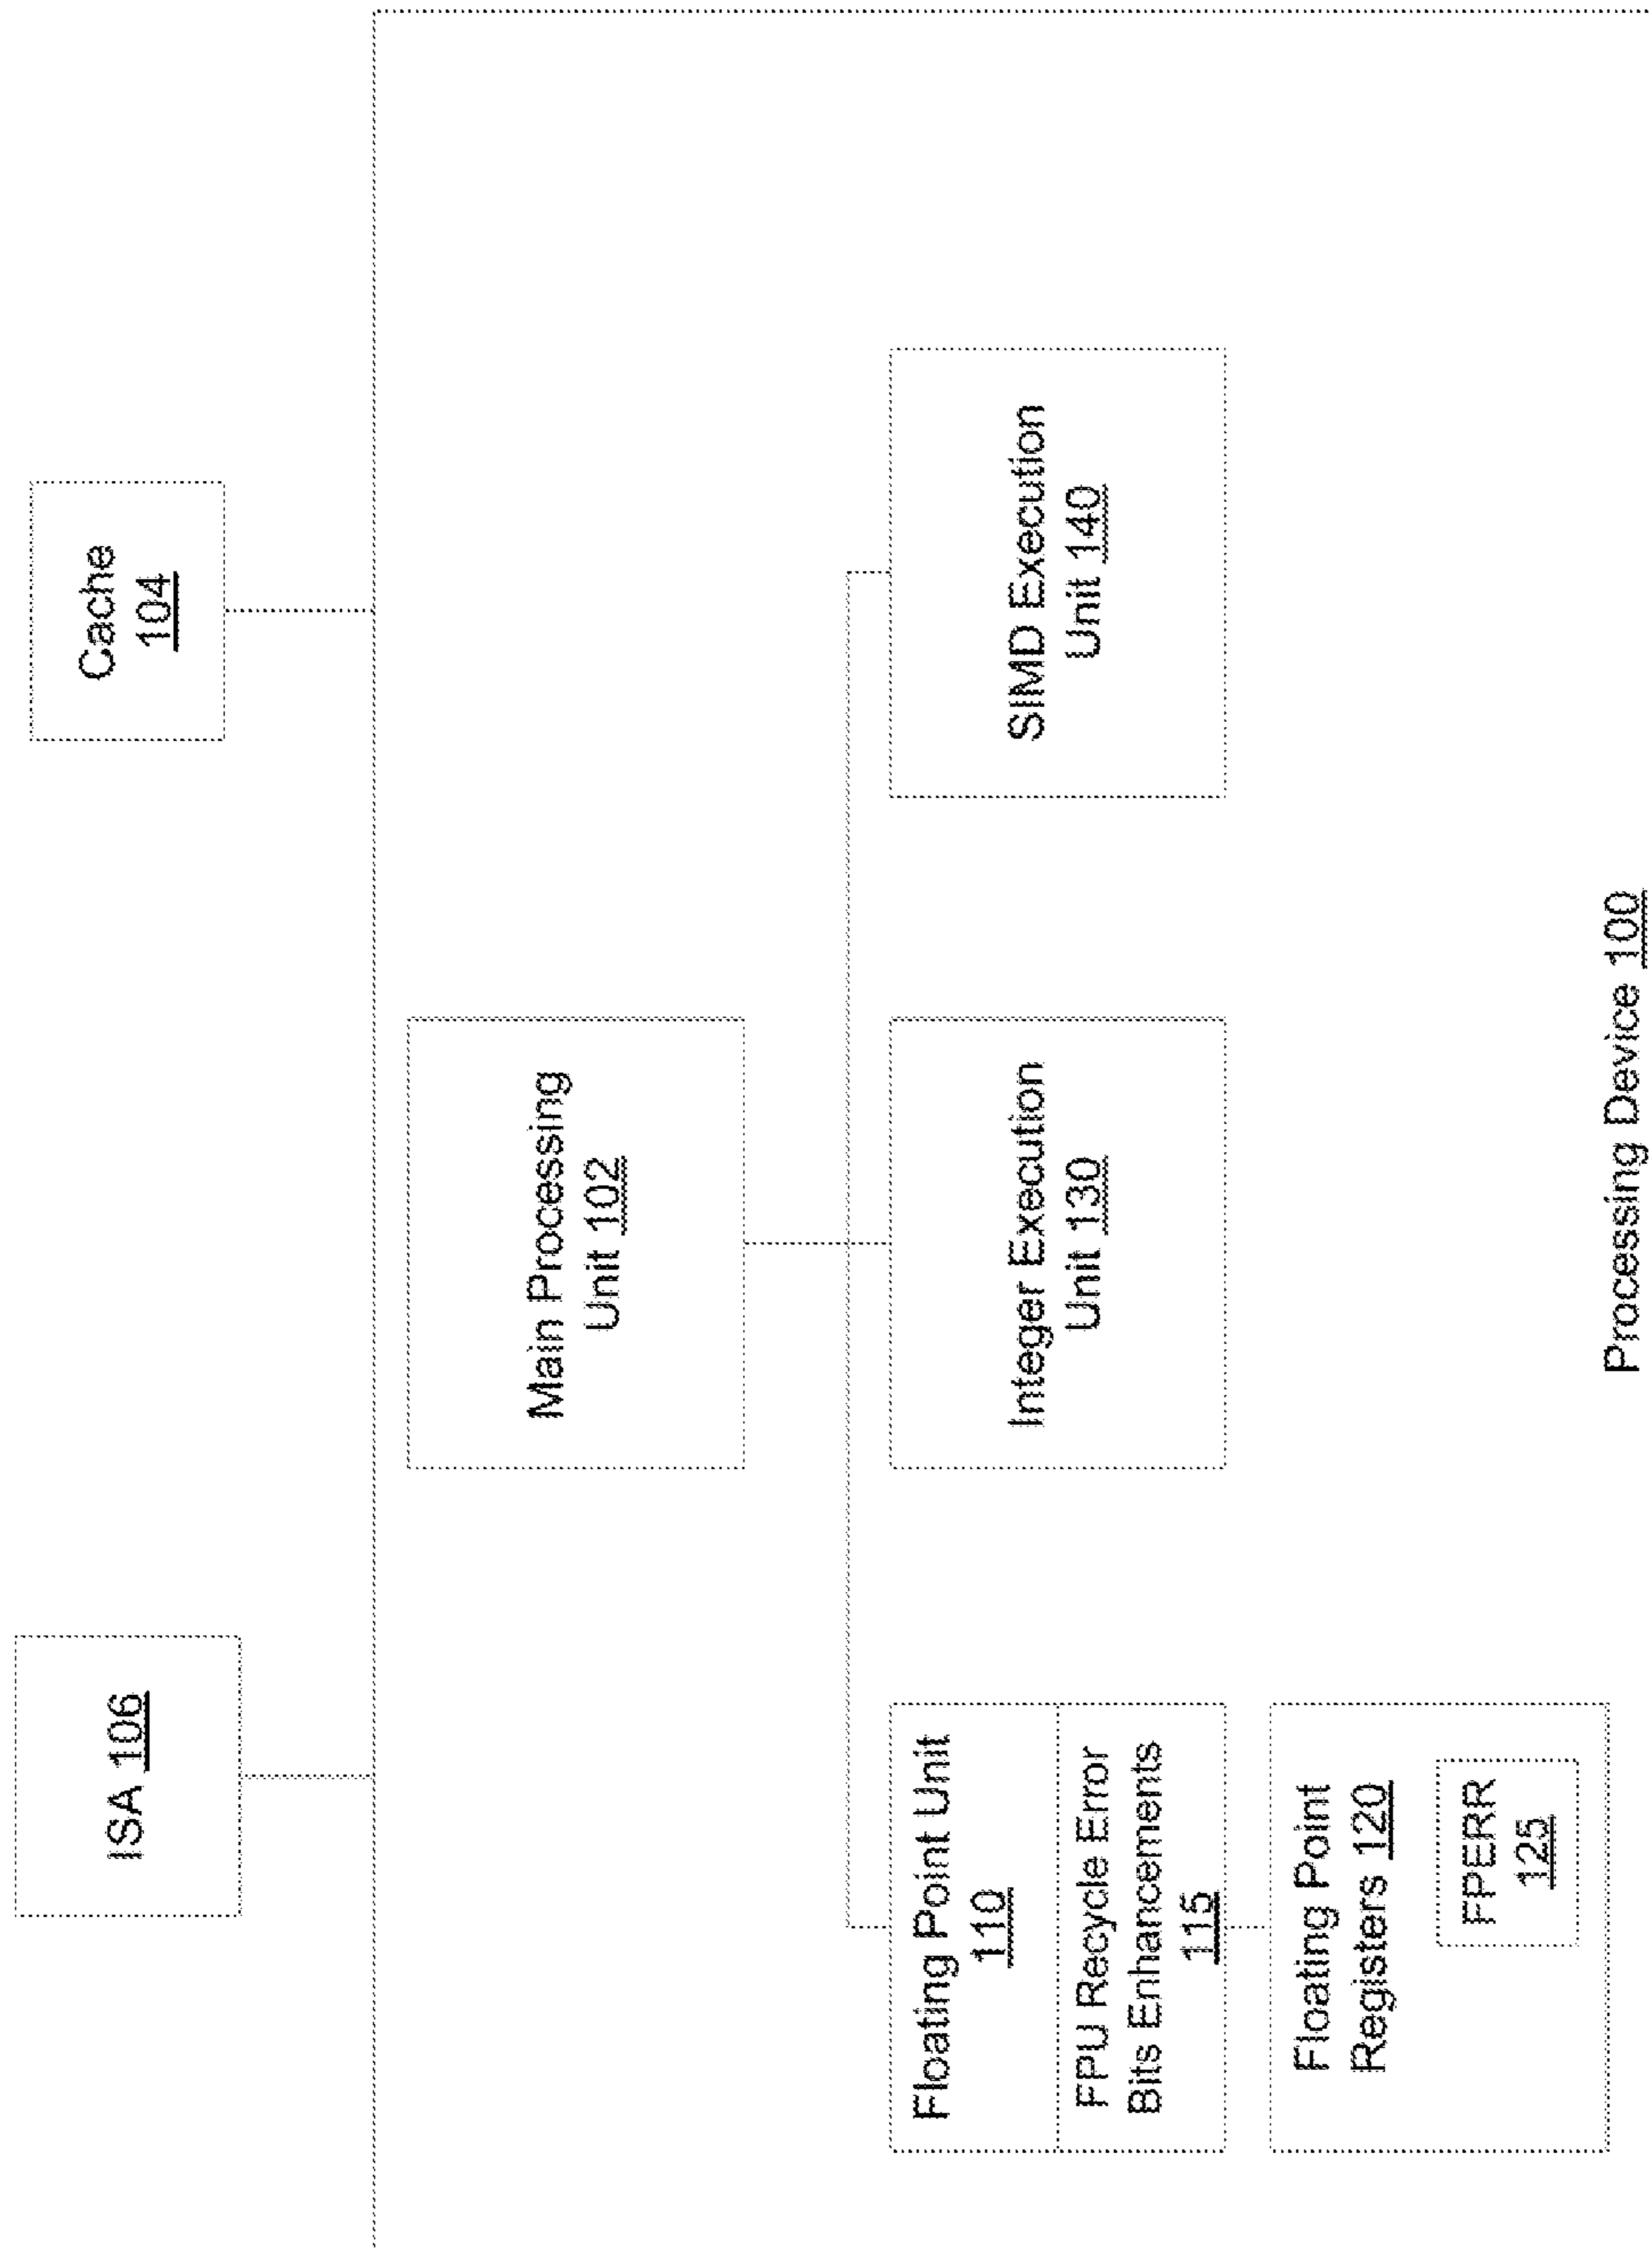 ISA 106
Cache
104
Main Processing
Unit 102
Floating Point Unit
110
FPU Recycle Error
Bits Enhancements
115
Integer Execution
Unit 130
SIMD Execution
Unit 140
Floating Point
Registers 120
FPERR
125
Processing Device 100